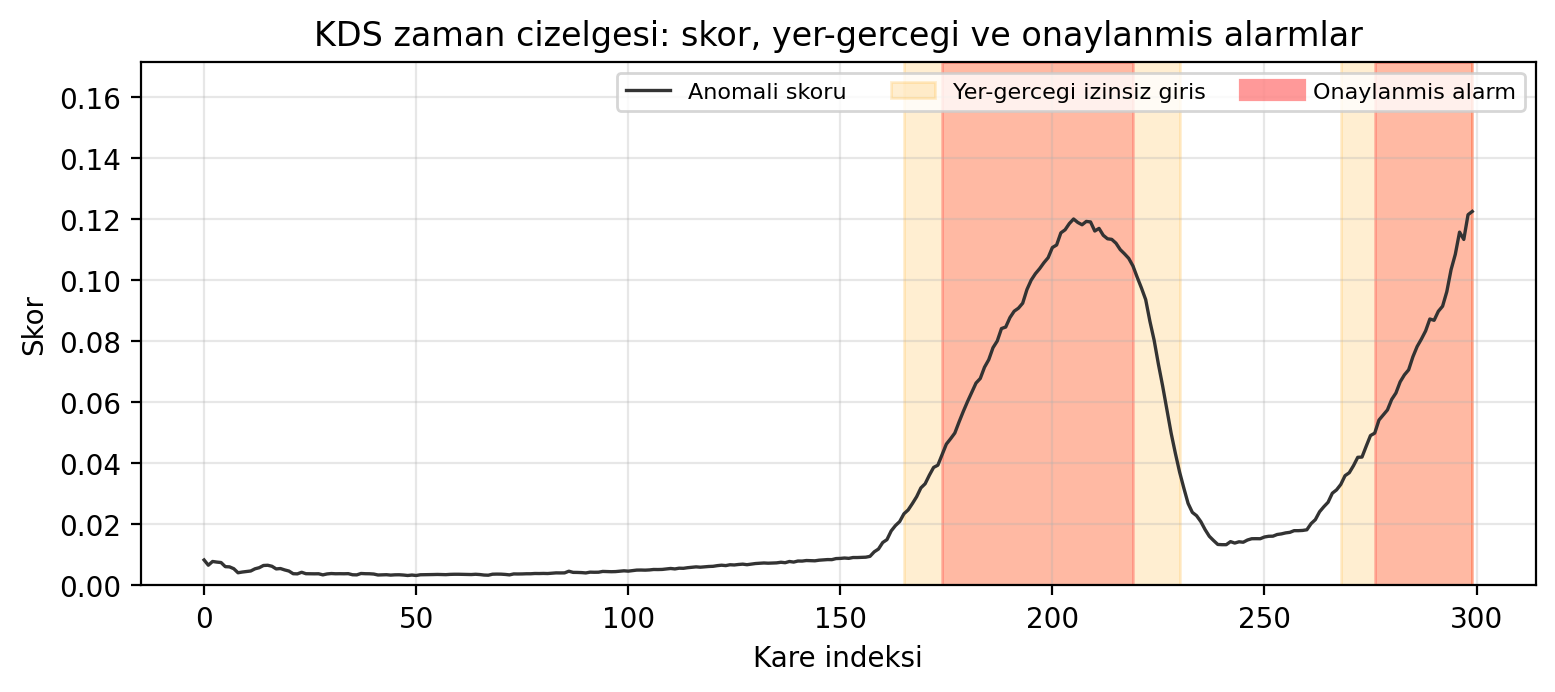 KDS zaman cizelgesi: skor, yer-gercegi ve onaylanmis alarmlar
Anomali skoru
Yer-gercegi izinsiz giris
Onaylanmis alarm
Skor
0.16
0.14
0.12
0.10
0.08
0.06
0.04
0.02
0.00
0 50 100 150 200 250 300
Kare indeksi